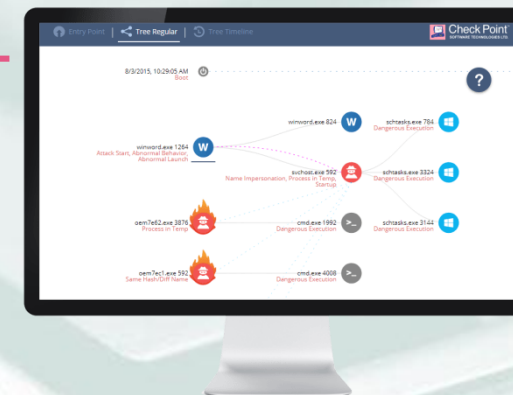 Entry Point | Tree Regular | Tree Timeline
Check Point
SOFTWARE TECHNOLOGIES LTD.
8/3/2015, 10:29:05 AM
Boot
?
winword.exe 824 W
schtasks.exe 784
Dangerous Execution
winword.exe 1264 W
Attack Start, Abnormal Behavior,
Abnormal Launch
svchost.exe 592
Name Impersonation, Process in Temp,
Startup
schtasks.exe 3324
Dangerous Execution
oem7e62.exe 3876
Process in Temp
cmd.exe 1992 >_
Dangerous Execution
schtasks.exe 3144
Dangerous Execution
oem7ec1.exe 592
Same Hash/Diff Name
cmd.exe 4008 >_
Dangerous Execution